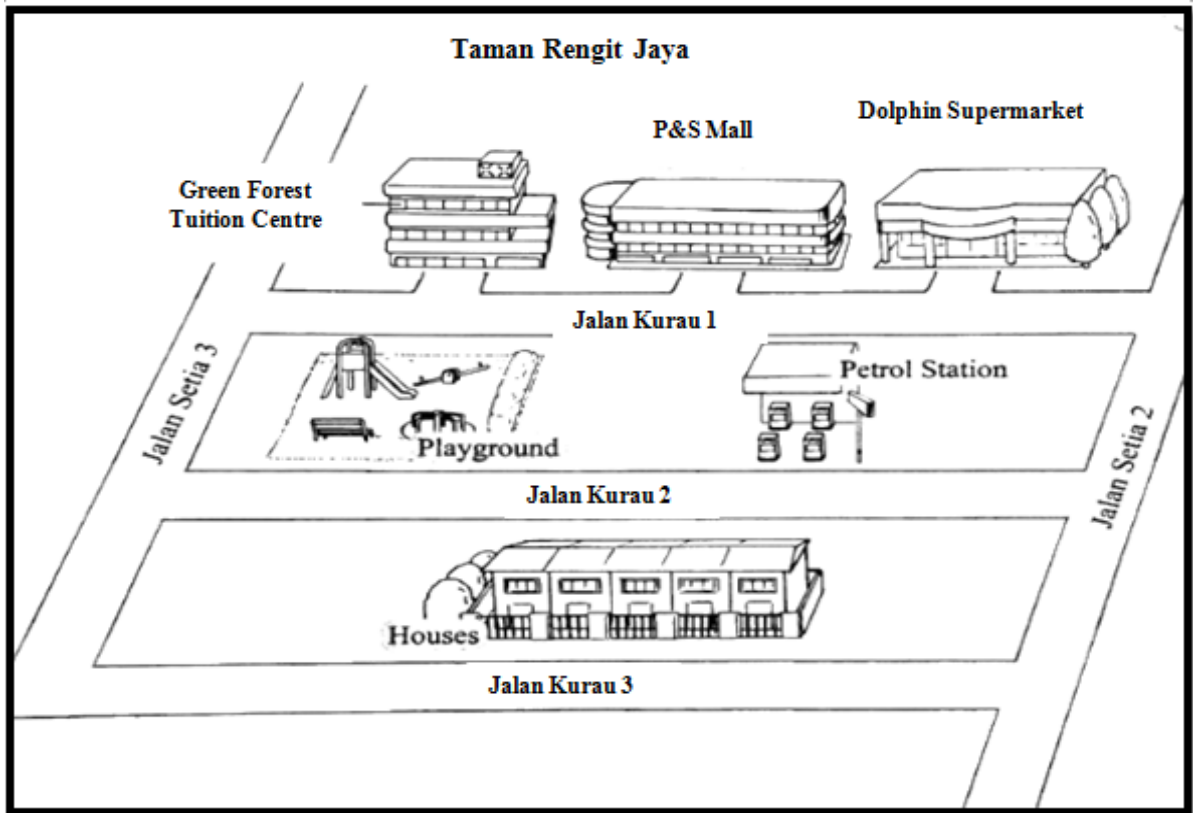 Taman Rengit Jaya
Dolphin Supermarket
P&S Mall
Green Forest
Tuition Centre
Jalan Kurau 1
Jalan Setia 3
Petrol Station
Playground
Jalan Setia 2
Jalan Kurau 2
Houses
Jalan Kurau 3